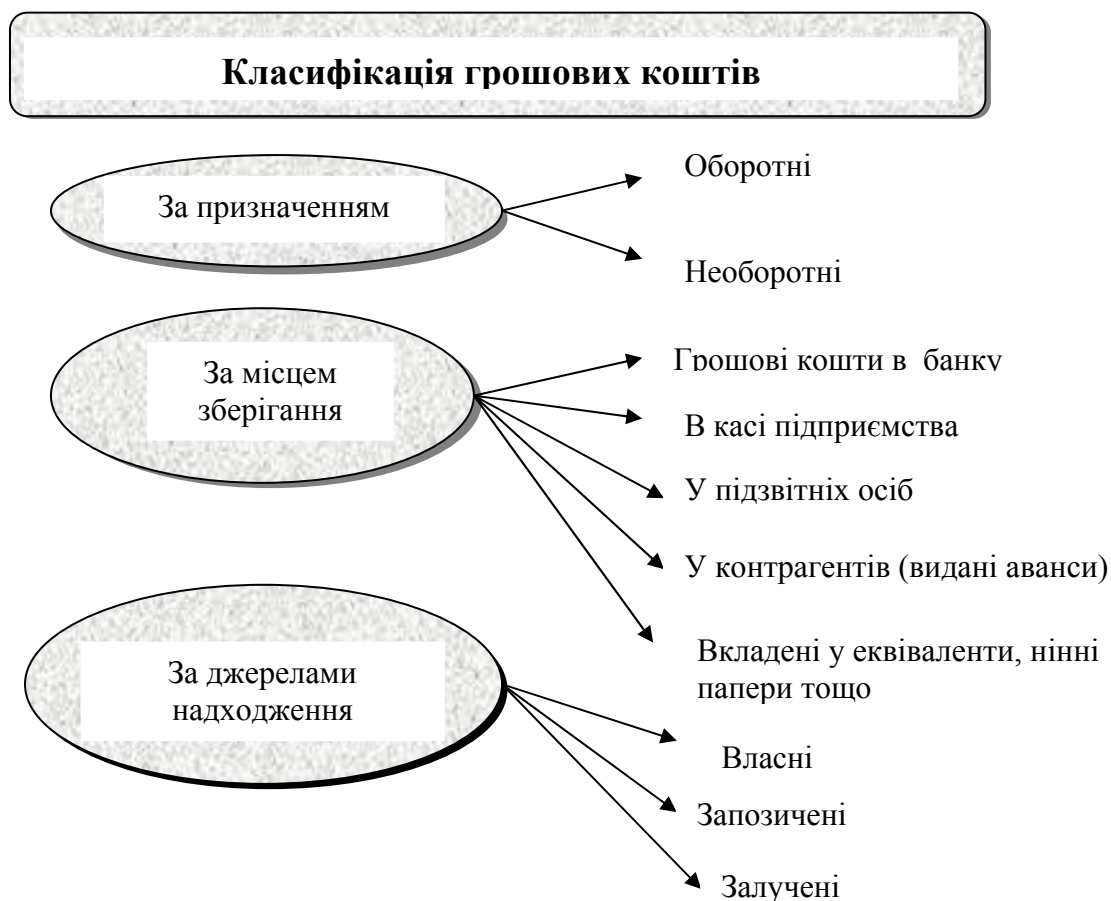 Класифікація грошових коштів
За призначенням
Оборотні
Необоротні
За місцем
зберігання
Грошові кошти в банку
В касі підприємства
У підзвітніх осіб
У контрагентів (видані аванси)
Вкладені у еквіваленти, нінні
папери тощо
За джерелами
надходження
Власні
Запозичені
Залучені